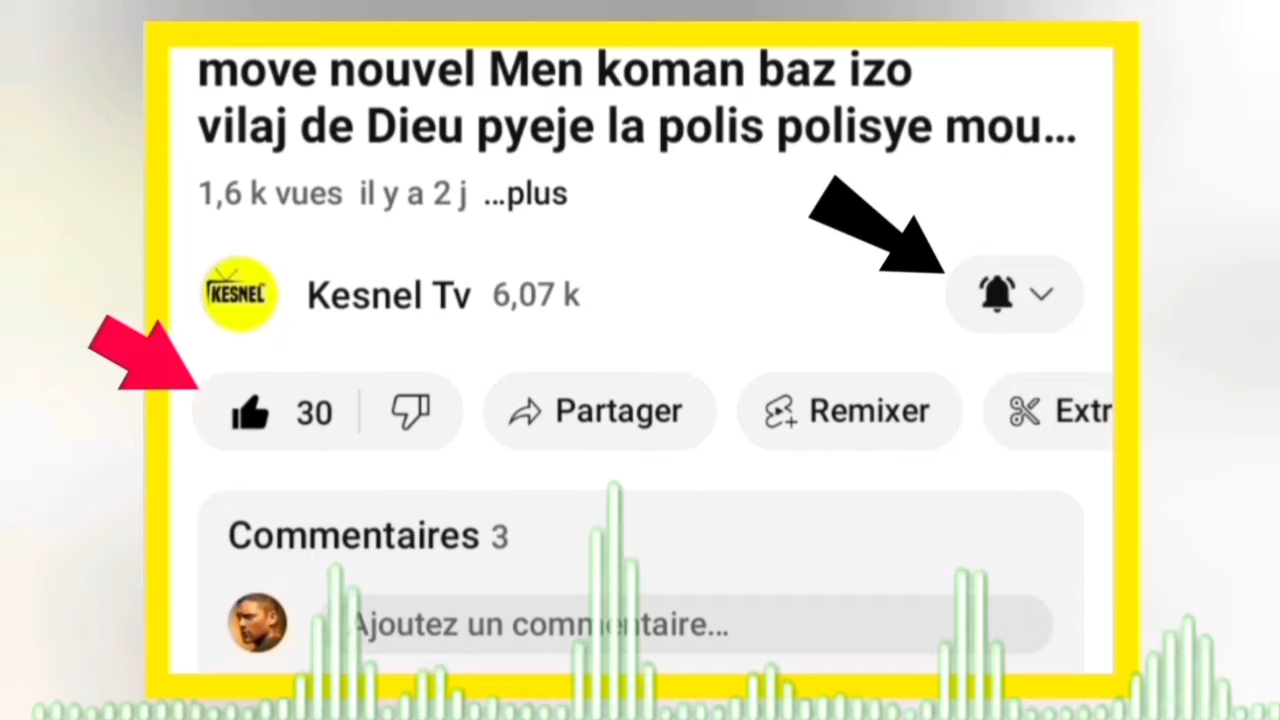 move nouvel Men koman baz izo
vilaj de Dieu pyeje la polis polisye mou...
1,6 k vues il y a 2 j ...plus
KESNEL
Kesnel Tv 6,07 k
30 Partager Remixer Extr
Commentaires 3
Ajoutez un commentaire...